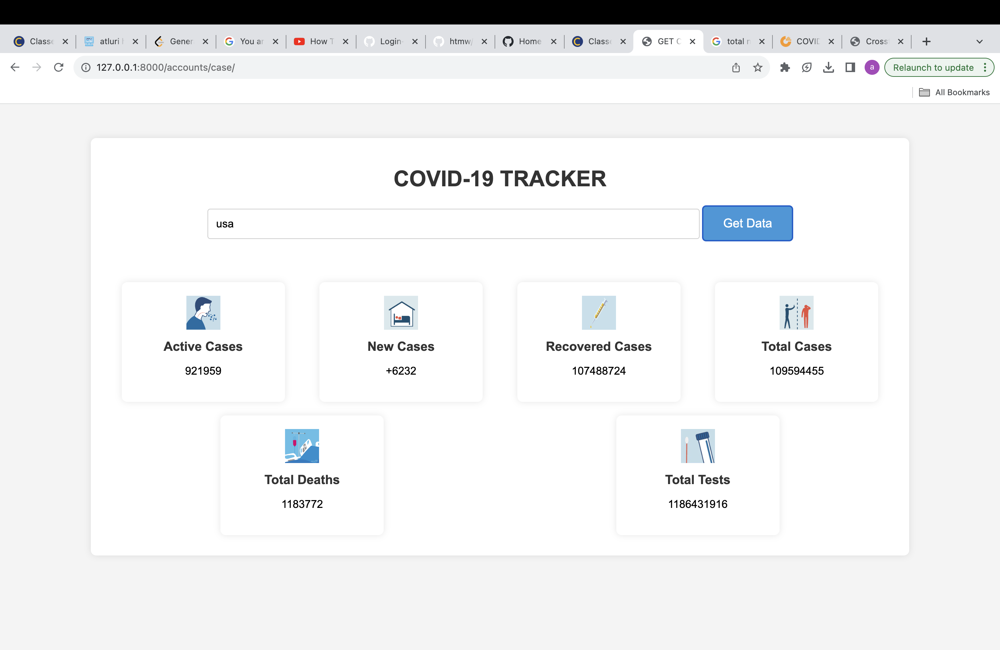 Classe
atluri h
Gener
You ar
How T
Login-
htmw/
Home
Classe
GET C
total n
COVID
Cross
127.0.0.1:8000/accounts/case/
a
Relaunch to update
All Bookmarks
COVID-19 TRACKER
usa
Get Data
Active Cases
New Cases
Recovered Cases
Total Cases
921959
+6232
107488724
109594455
Total Deaths
Total Tests
1183772
1186431916